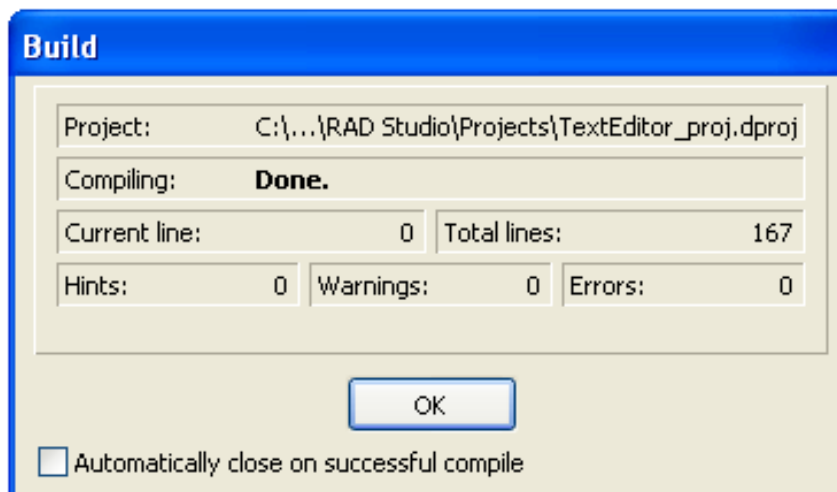 Build
Project: C:\...\RAD Studio\Projects\TextEditor_proj.dproj
Compiling: Done.
Current line: 0 Total lines: 167
Hints: 0 Warnings: 0 Errors: 0
OK
Automatically close on successful compile